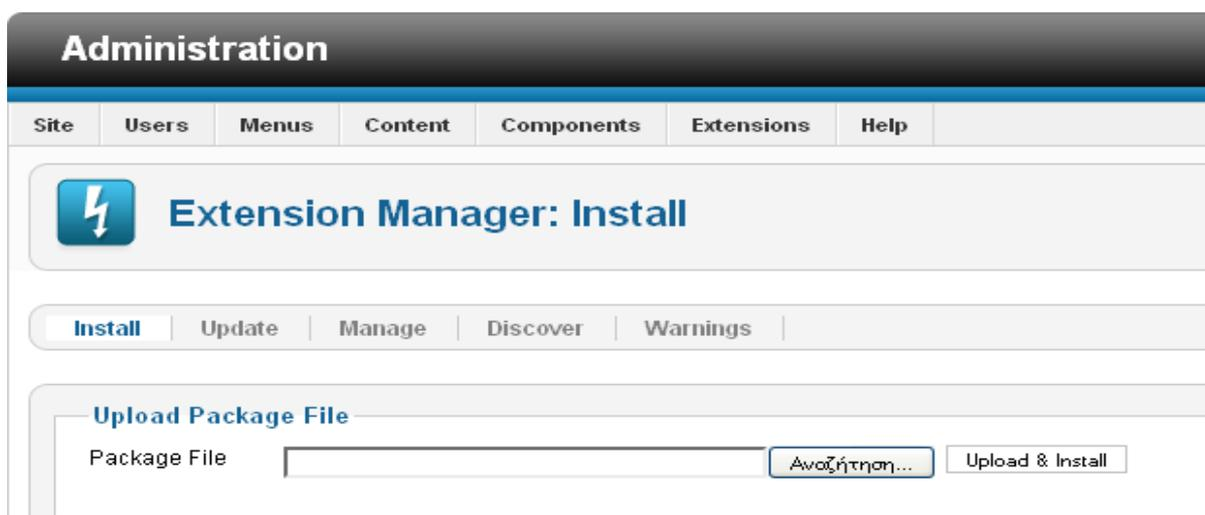 Administration
Site Users Menus Content Components Extensions Help
Extension Manager: Install
Install Update Manage Discover Warnings
Upload Package File
Package File Αναζήτηση... Upload & Install